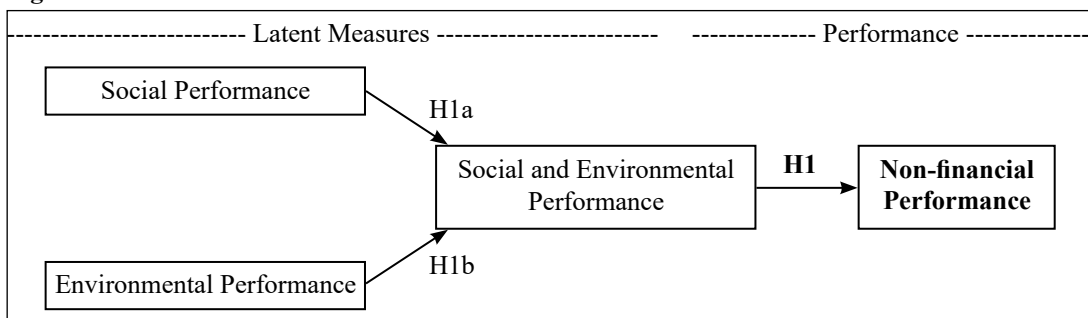 Latent Measures
Performance
Social Performance
H1a
Social and Environmental
Performance
H1
Non-financial
Performance
H1b
Environmental Performance